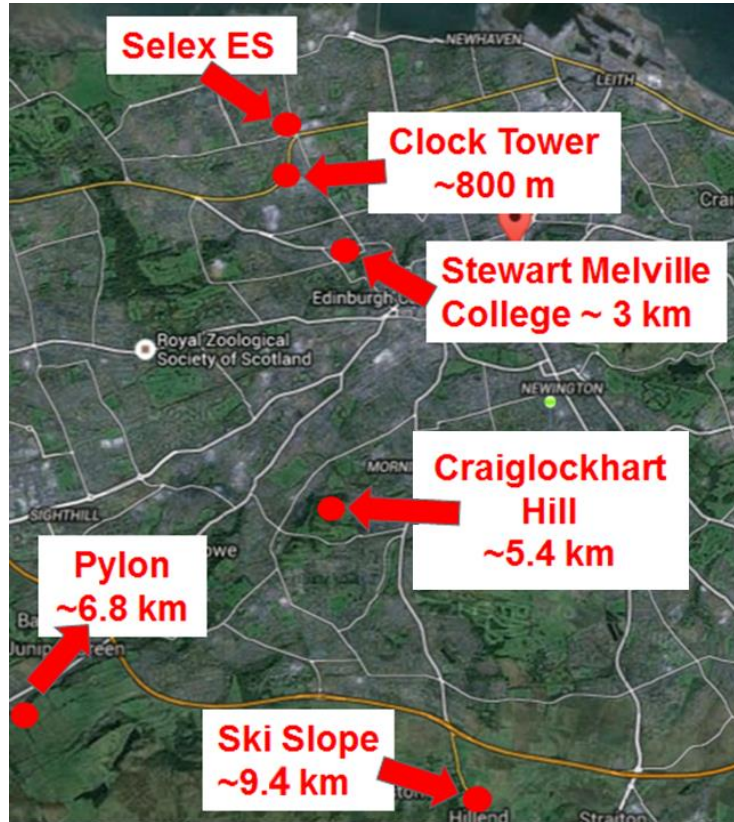 Selex ES
NEWHAVEN
LEITH
Clock Tower
~800 m
Stewart Melville
College ~ 3 km
Edinburgh
Royal Zoological
Society of Scotland
NEWINGTON
Craiglockhart
Hill
~5.4 km
SIGHTHILL
Pylon
~6.8 km
Green
Ski Slope
~9.4 km
Hillend
Straiton